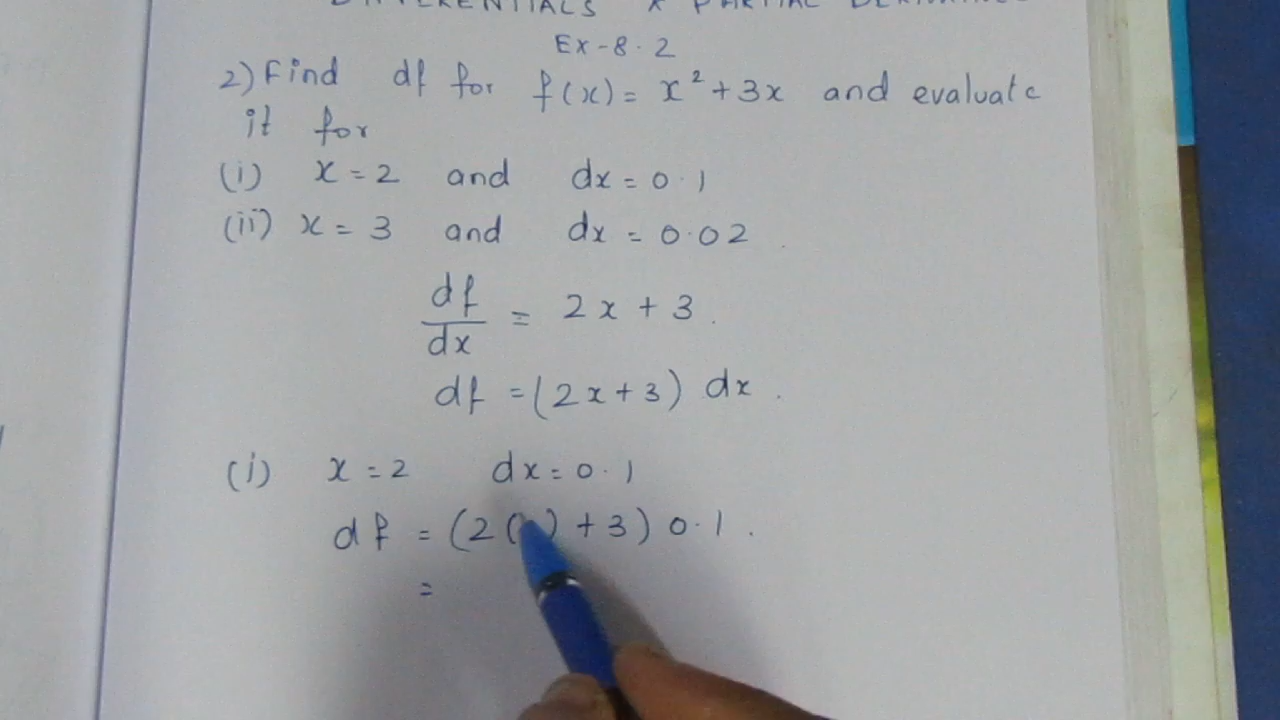 DIFFERENTIALS & PARTIAL
Ex-8.2
2) Find df for f(x) = x² + 3x and evaluate
it for
(i) x = 2 and dx = 0.1
(ii) x = 3 and dx = 0.02
df/dx = 2x + 3.
df = (2x + 3) dx.
(i) x = 2 dx = 0.1
df = (2( ) + 3) 0.1.
=